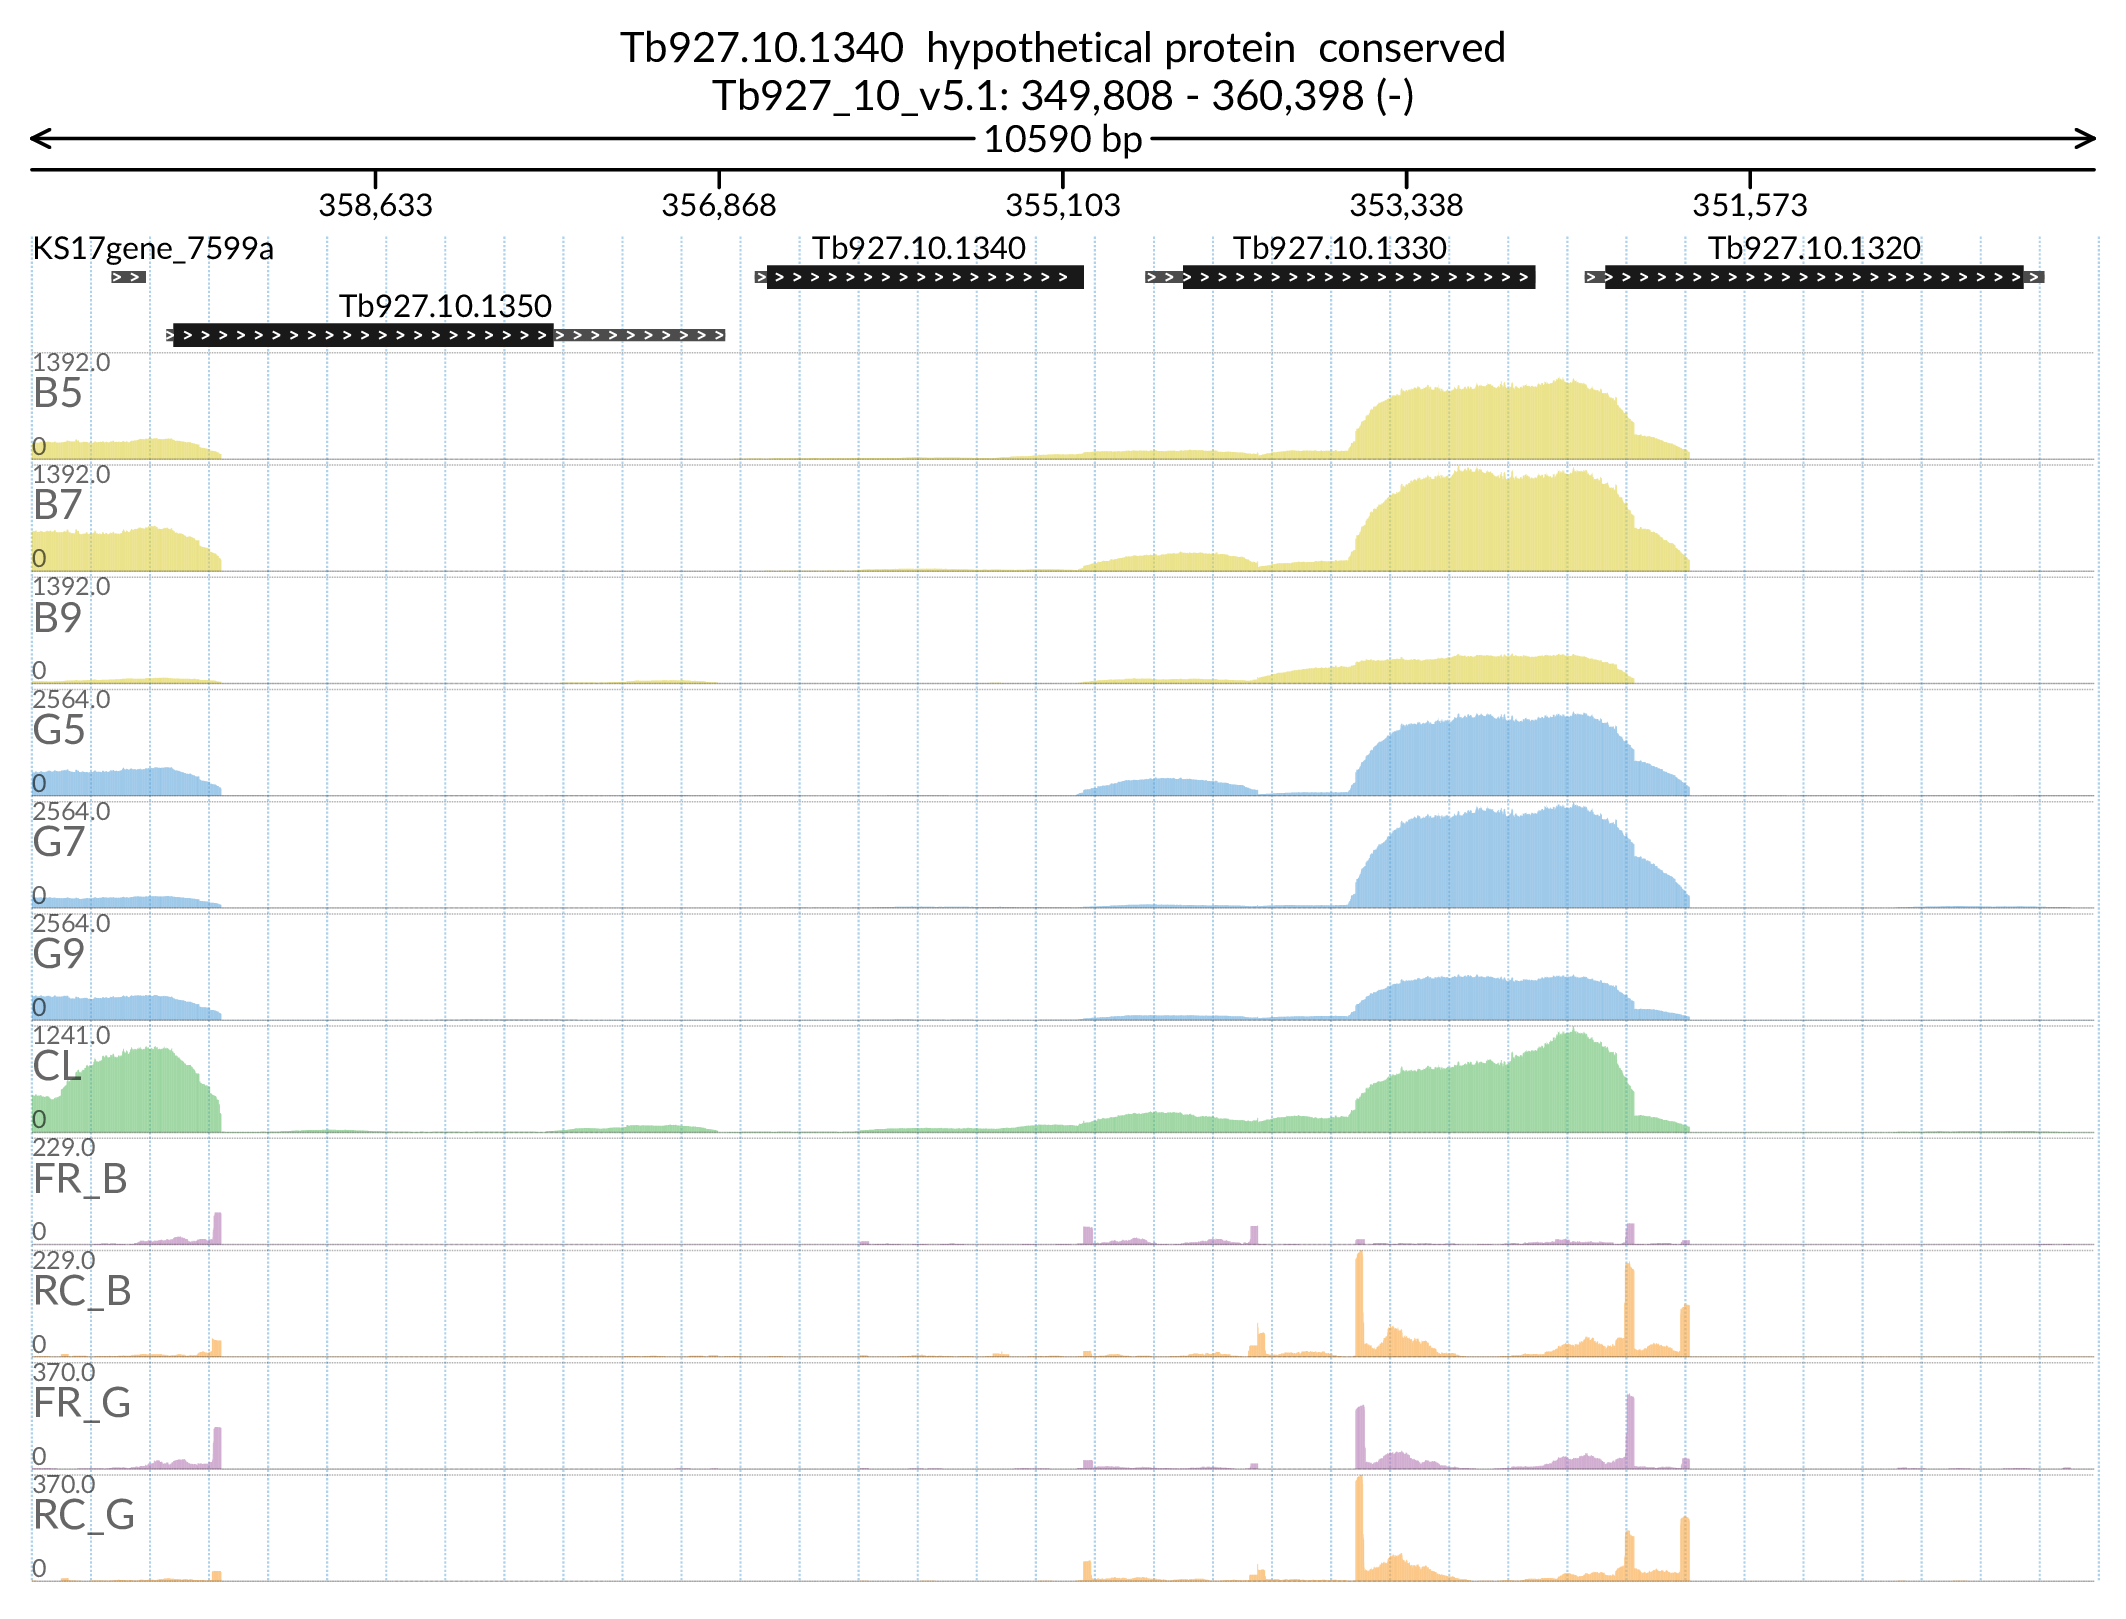 Tb927.10.1340  hypothetical protein  conserved
Tb927_10_v5.1: 349,808 - 360,398 (-)
10590 bp
358,633 356,868 355,103 353,338 351,573
KS17gene_7599a Tb927.10.1340 Tb927.10.1330 Tb927.10.1320
Tb927.10.1350
1392.0
B5
0
1392.0
B7
0
1392.0
B9
0
2564.0
G5
0
2564.0
G7
0
2564.0
G9
0
1241.0
CL
0
229.0
FR_B
0
229.0
RC_B
0
370.0
FR_G
0
370.0
RC_G
0